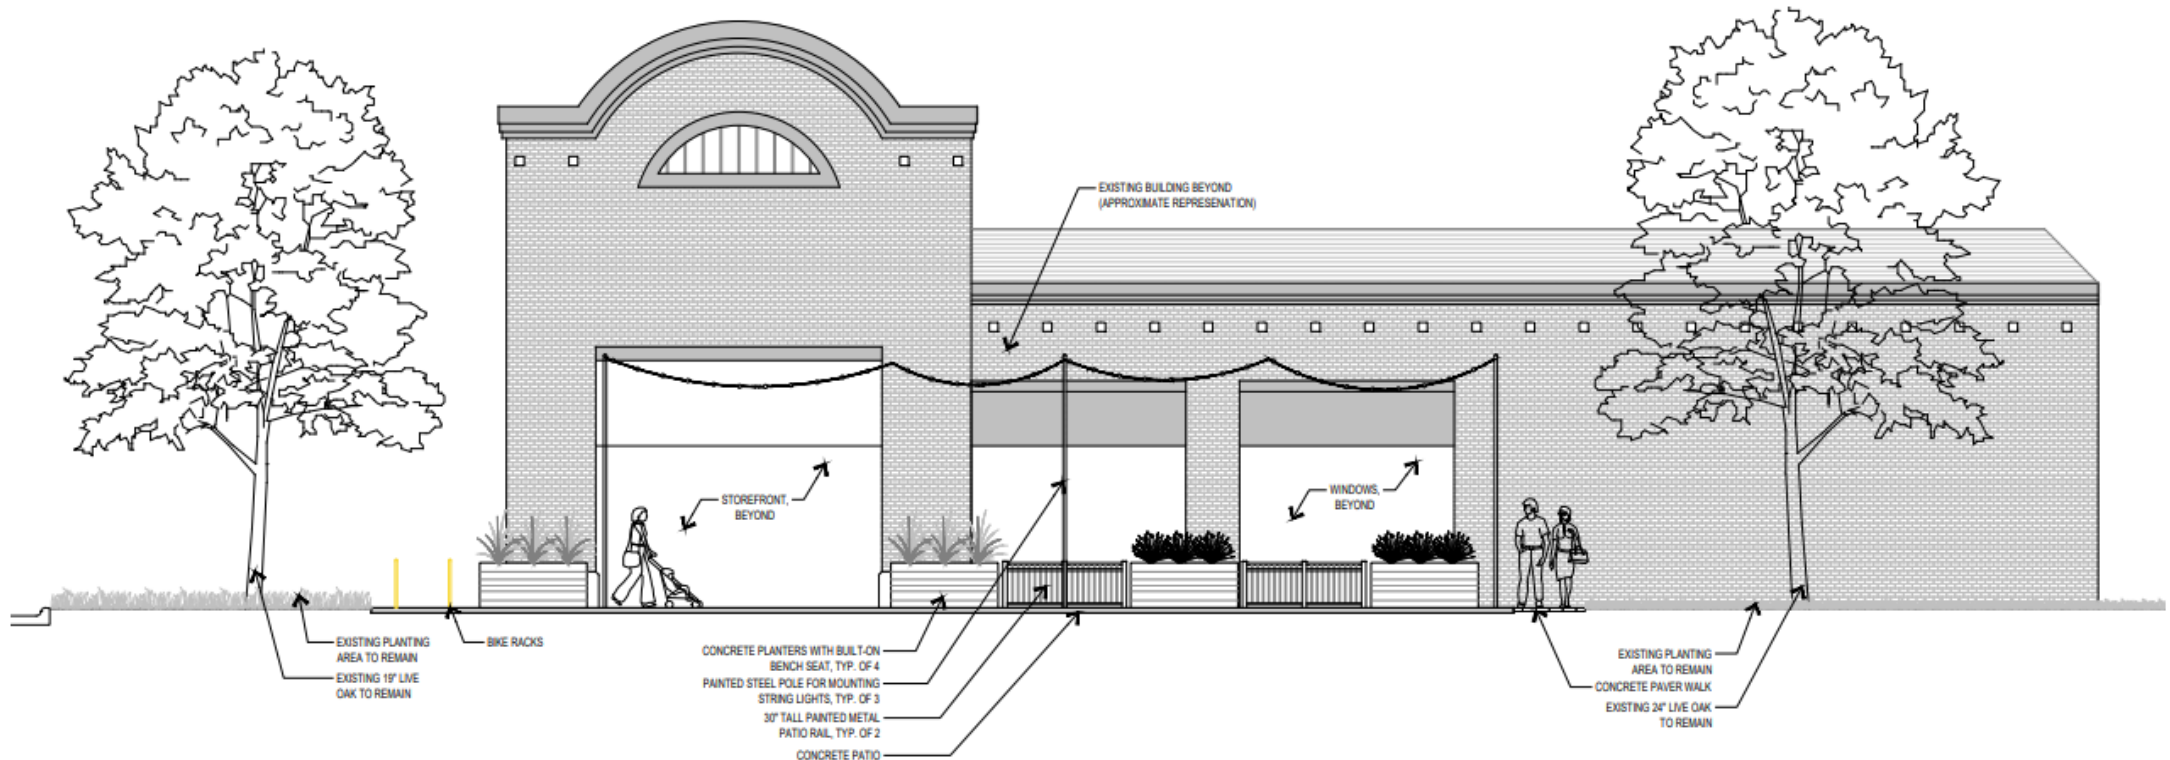 EXISTING BUILDING BEYOND
(APPROXIMATE REPRESENATION)
STOREFRONT,
BEYOND
WINDOWS,
BEYOND
EXISTING PLANTING
AREA TO REMAIN
EXISTING 19" LIVE
OAK TO REMAIN
BIKE RACKS
CONCRETE PLANTERS WITH BUILT-ON
BENCH SEAT, TYP. OF 4
PAINTED STEEL POLE FOR MOUNTING
STRING LIGHTS, TYP. OF 3
30" TALL PAINTED METAL
PATIO RAIL, TYP. OF 2
CONCRETE PATIO
EXISTING PLANTING
AREA TO REMAIN
CONCRETE PAVER WALK
EXISTING 24" LIVE OAK
TO REMAIN